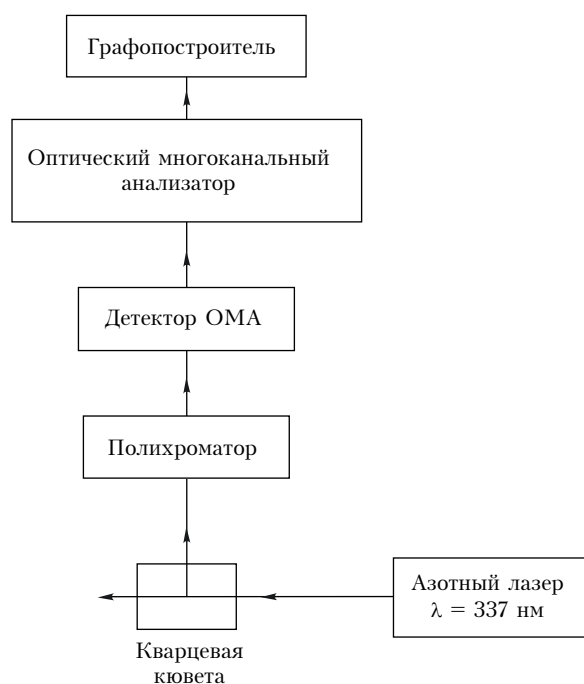 Графопостроитель
Оптический многоканальный
анализатор
Детектор ОМА
Полихроматор
Азотный лазер
λ = 337 нм
Кварцевая
кювета